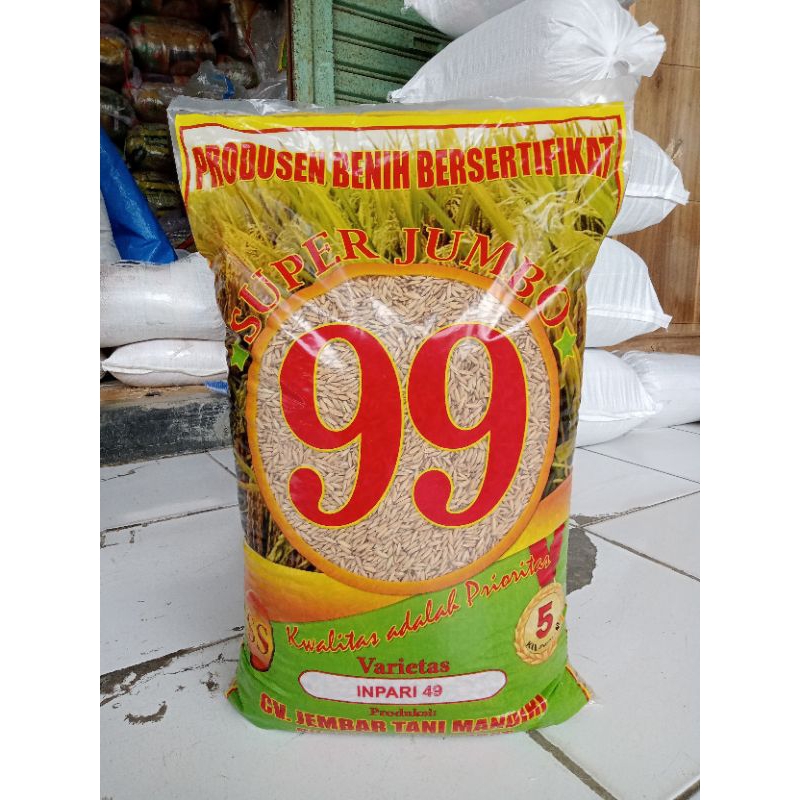 PRODUSEN BENIH BERSERTIFIKAT
SUPER JUMBO
99
Kwalitas adalah Prioritas
5
Varietas
INPARI 49
Produksi:
CV. JEMBAR TANI MANDIRI